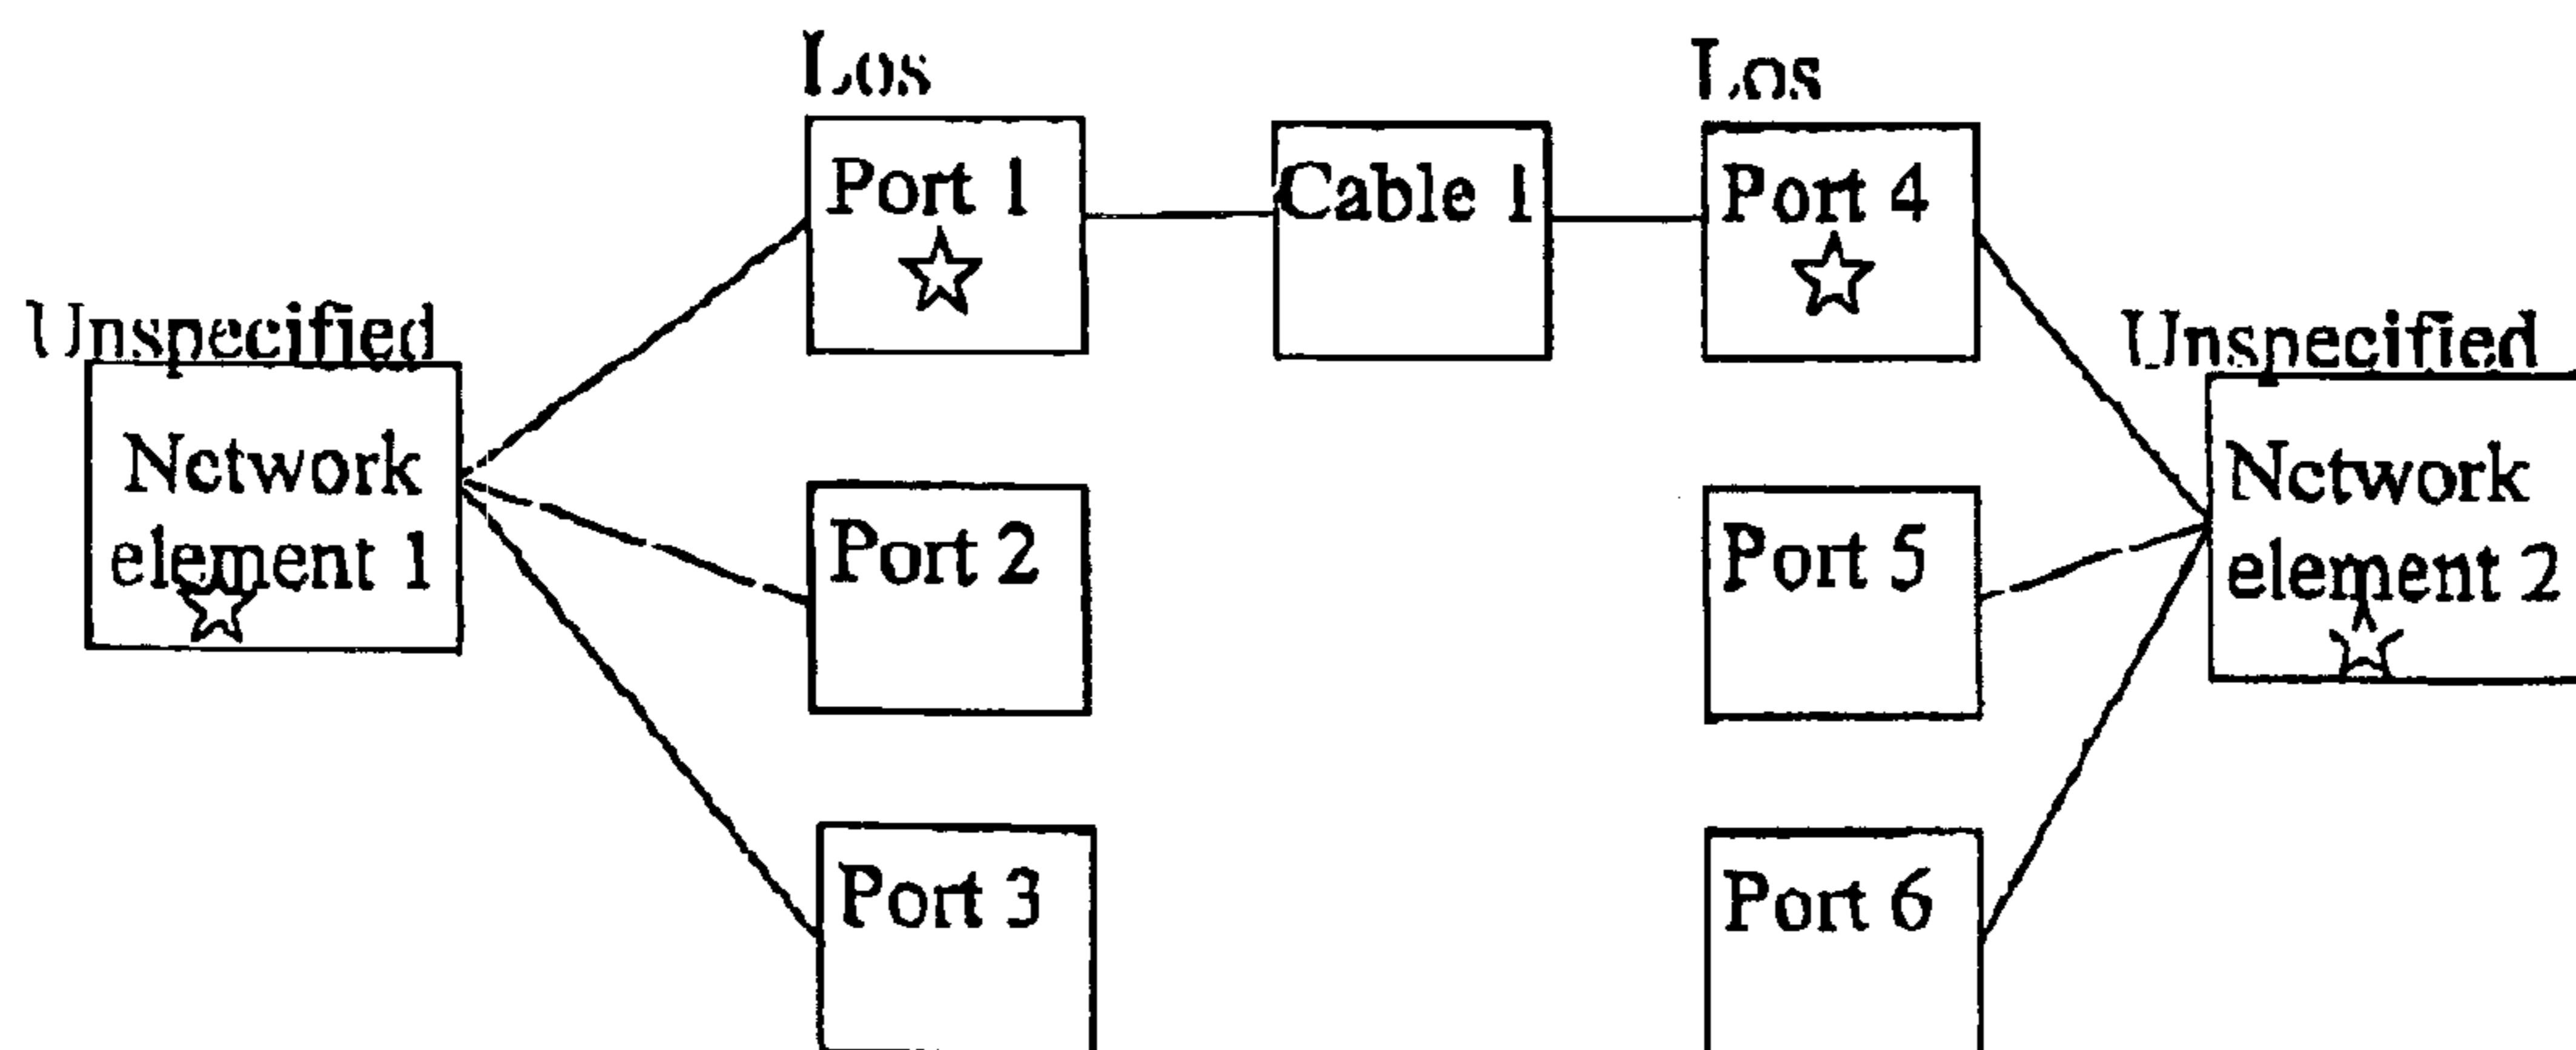 Los
Los
Port 1
Cable 1
Port 4
Unspecified
Unspecified
Network
element 1
Network
element 2
Port 2
Port 5
Port 3
Port 6